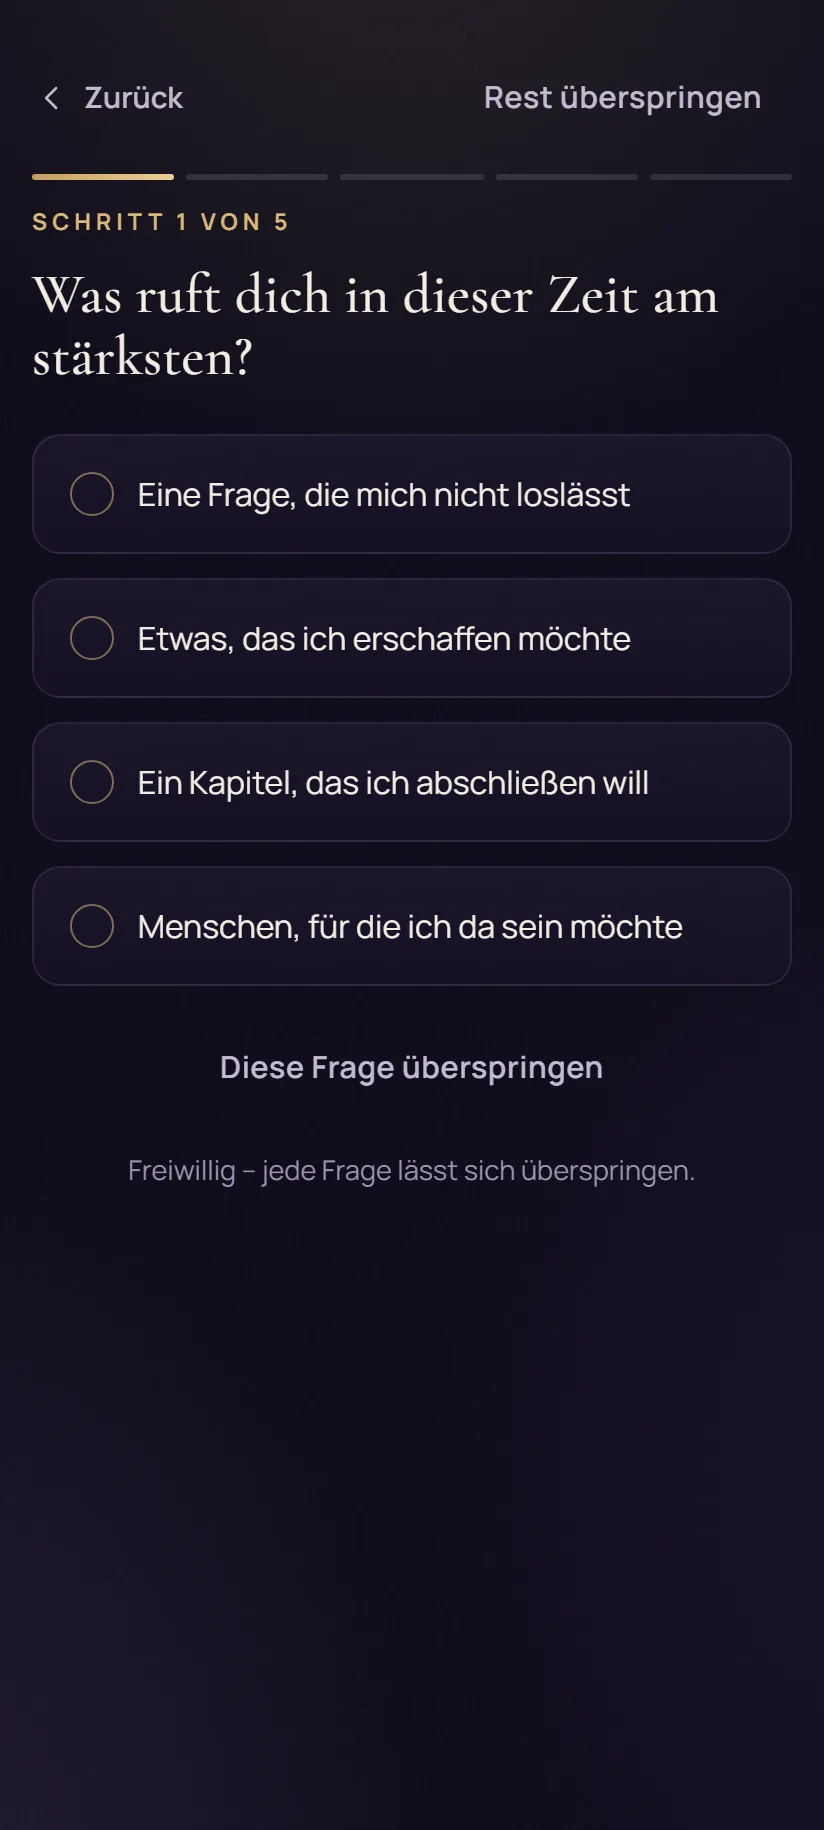 Zurück
Rest überspringen
SCHRITT 1 VON 5
Was ruft dich in dieser Zeit am
stärksten?
Eine Frage, die mich nicht loslässt
Etwas, das ich erschaffen möchte
Ein Kapitel, das ich abschließen will
Menschen, für die ich da sein möchte
Diese Frage überspringen
Freiwillig – jede Frage lässt sich überspringen.